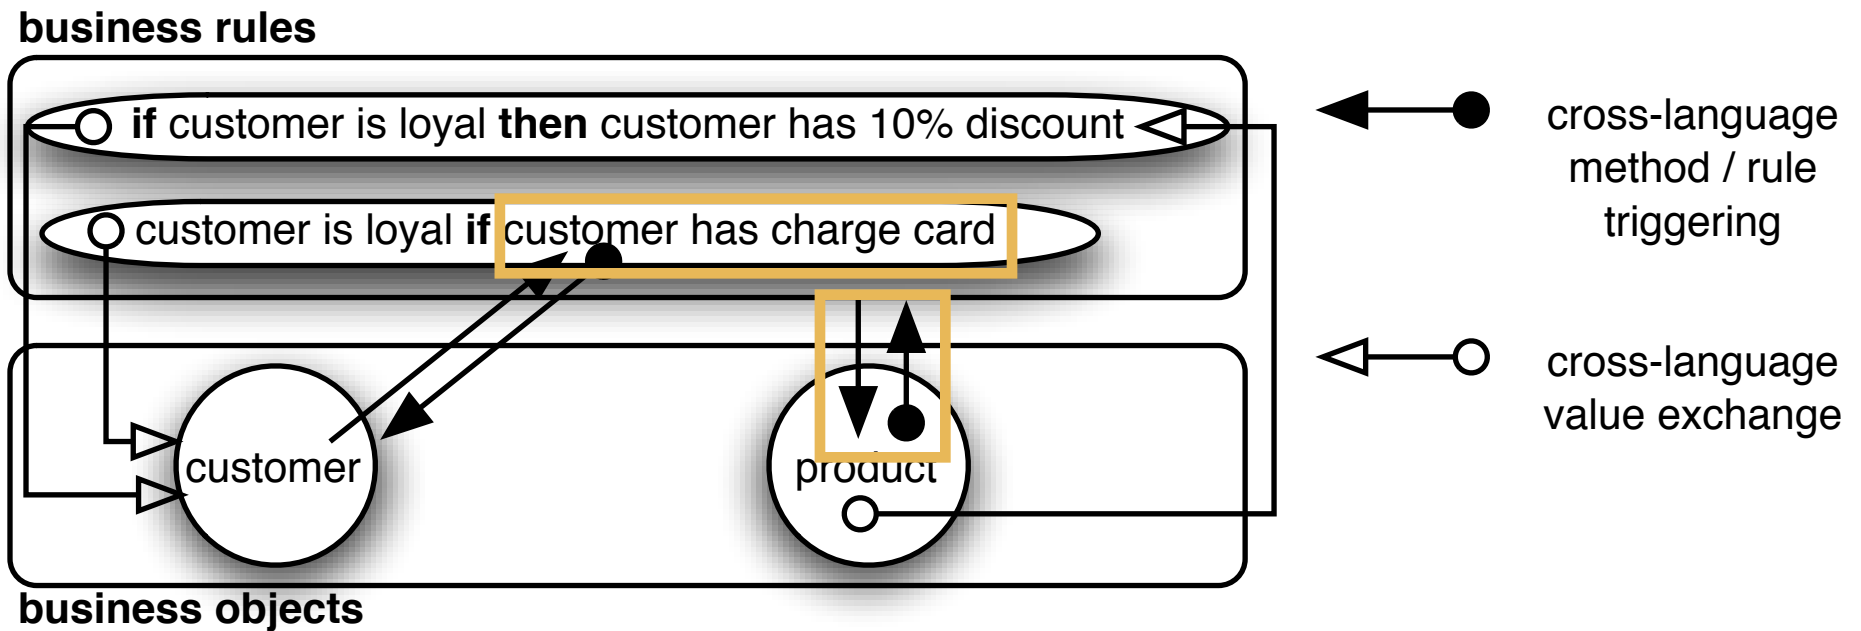 business rules
if customer is loyal then customer has 10% discount
customer is loyal if customer has charge card
customer
product
business objects
cross-language
method / rule
triggering
cross-language
value exchange